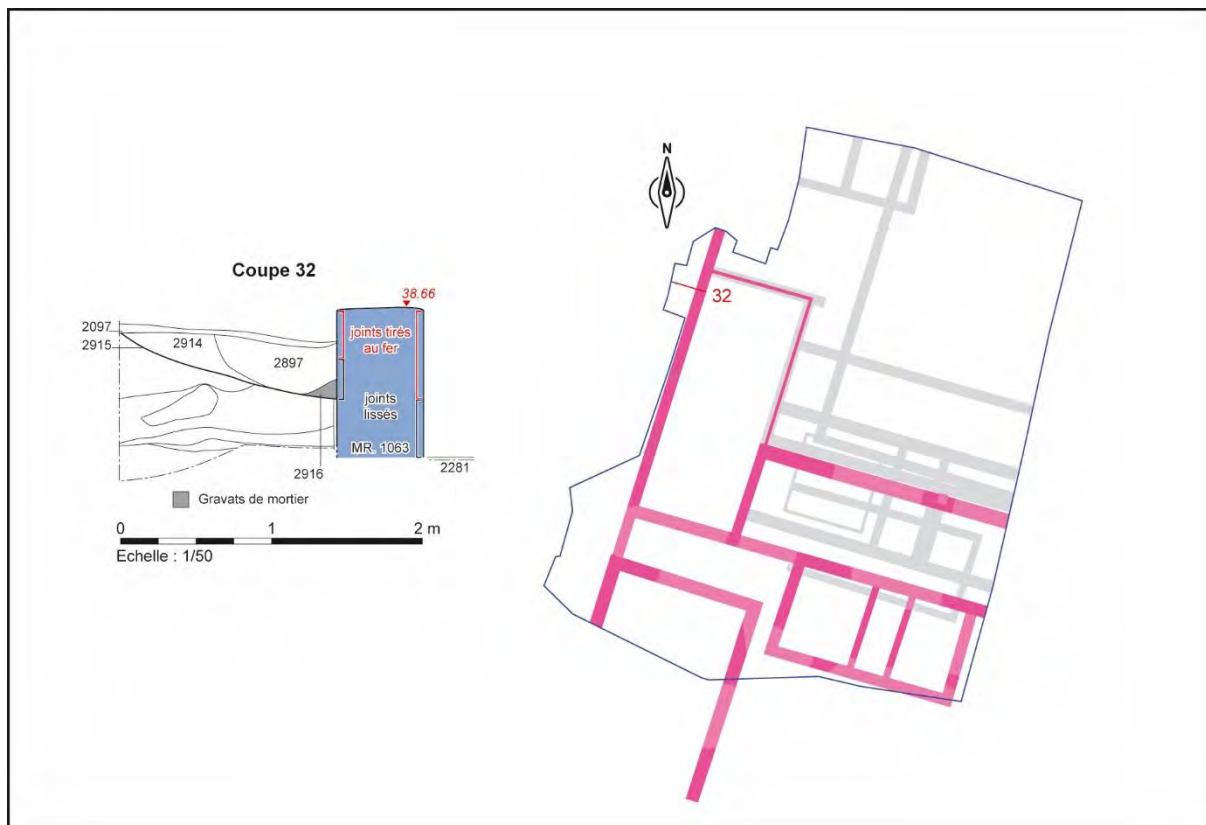 N
Coupe 32
38.66
2097
2914
joints tirés
au fer
2915
2897
32
joints
lissés
MR. 1063
2916
2281
Gravats de mortier
0 1 2 m
Echelle : 1/50